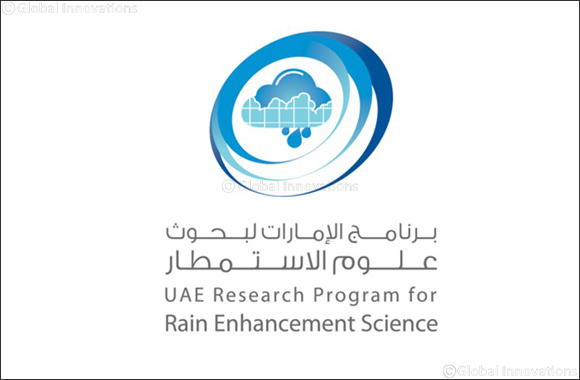 ©Global Innovations
©Global Innovations
برنامج الإمارات لبحوث
علوم الاستمطار
UAE Research Program for
Rain Enhancement Science
©Global Innovations